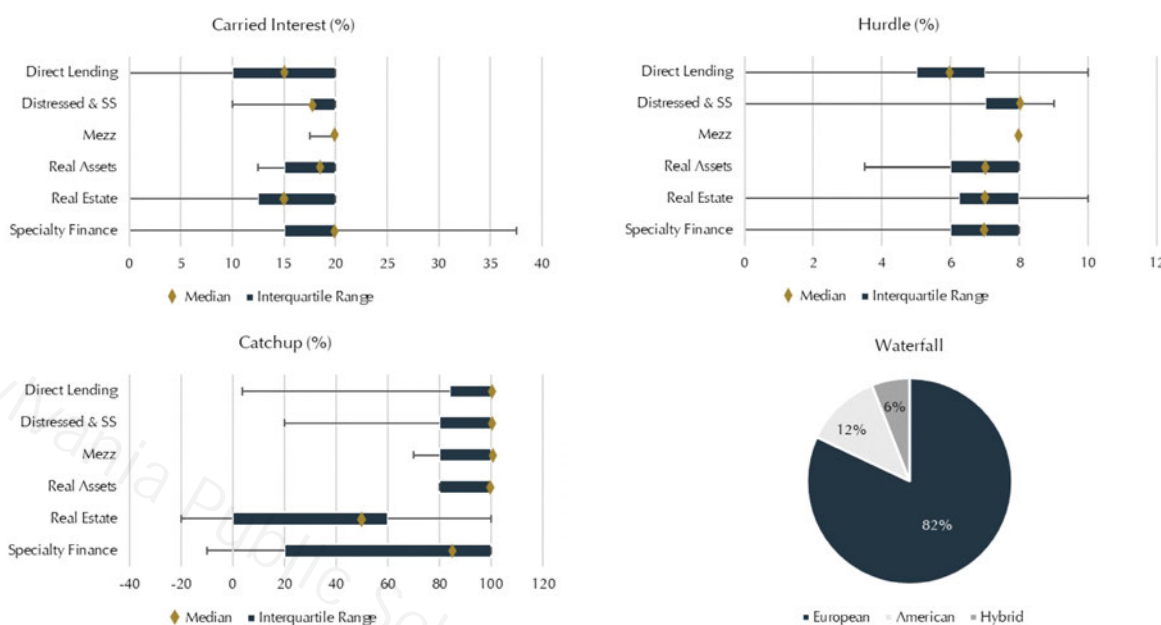 Carried Interest (%)
Direct Lending
Distressed & SS
Mezz
Real Assets
Real Estate
Specialty Finance
0 5 10 15 20 25 30 35 40
Median Interquartile Range
Hurdle (%)
Direct Lending
Distressed & SS
Mezz
Real Assets
Real Estate
Specialty Finance
0 2 4 6 8 10 12
Median Interquartile Range
Catchup (%)
Direct Lending
Distressed & SS
Mezz
Real Assets
Real Estate
Specialty Finance
-40 -20 0 20 40 60 80 100 120
Median Interquartile Range
Waterfall
6%
12%
82%
European American Hybrid
Public